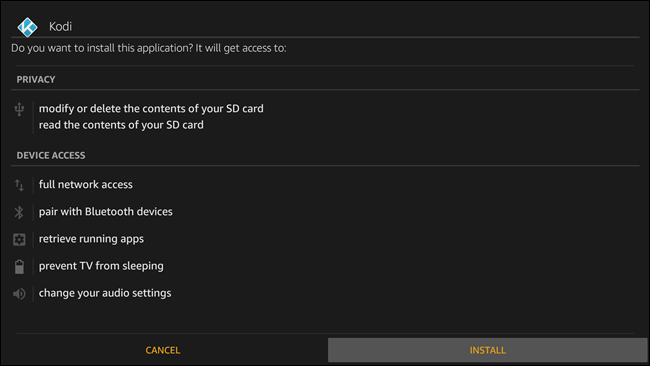 Kodi
Do you want to install this application? It will get access to:
PRIVACY
modify or delete the contents of your SD card
read the contents of your SD card
DEVICE ACCESS
full network access
pair with Bluetooth devices
retrieve running apps
prevent TV from sleeping
change your audio settings
CANCEL
INSTALL